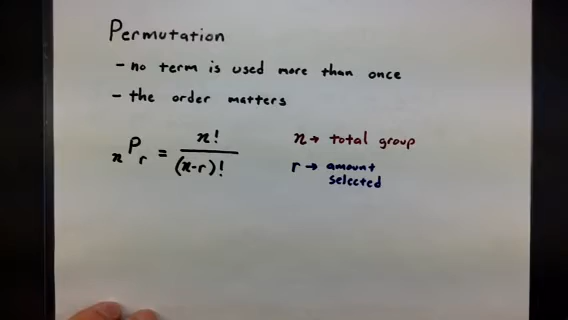 Permutation
- no term is used more than once
- the order matters
nPr = n! / (n-r)!
n → total group
r → amount
selected